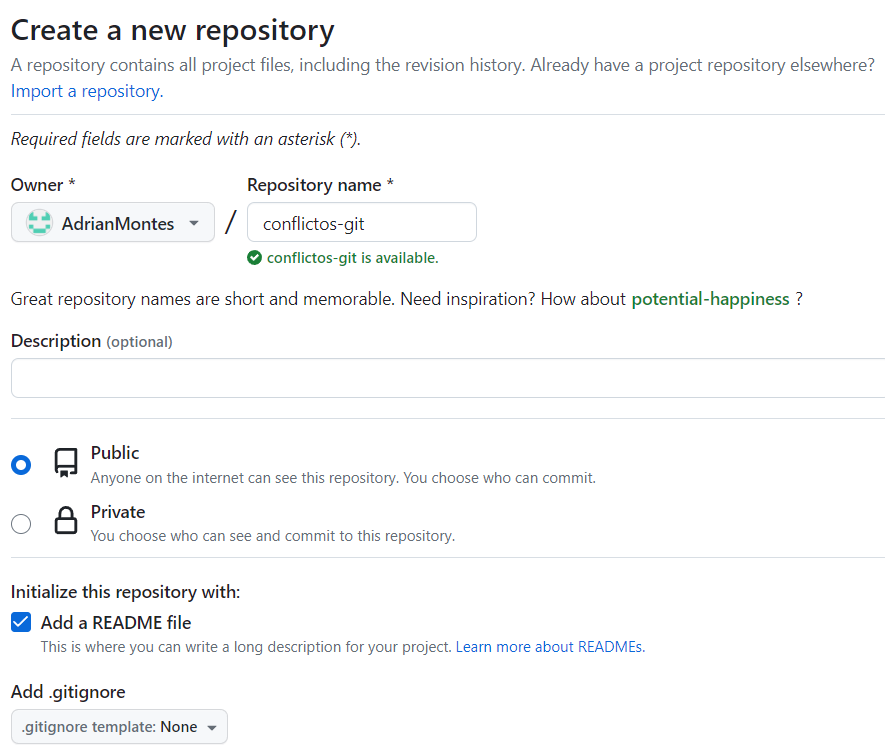 Create a new repository
A repository contains all project files, including the revision history. Already have a project repository elsewhere?
Import a repository.
Required fields are marked with an asterisk (*).
Owner * Repository name *
AdrianMontes / conflictos-git
conflictos-git is available.
Great repository names are short and memorable. Need inspiration? How about potential-happiness ?
Description (optional)
Public
Anyone on the internet can see this repository. You choose who can commit.
Private
You choose who can see and commit to this repository.
Initialize this repository with:
Add a README file
This is where you can write a long description for your project. Learn more about READMEs.
Add .gitignore
.gitignore template: None